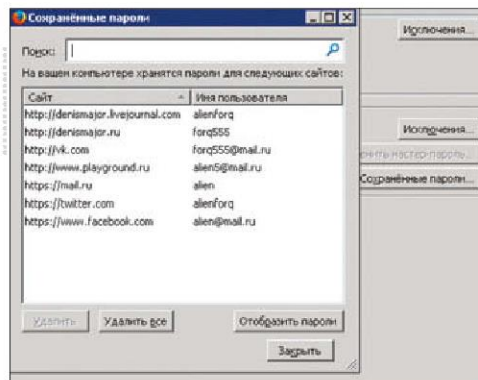 Сохранённые пароли
Исключения...
Поиск:
На вашем компьютере хранятся пароли для следующих сайтов:
Сайт Имя пользователя
http://denismajor.livejournal.com alienforq
http://denismajor.ru forq555
http://vk.com forq555@mail.ru
http://www.playground.ru alien5@mail.ru
https://mail.ru alien
https://twitter.com alienforq
https://www.facebook.com alien@mail.ru
Исключения...
енить мастер-пароль...
Сохранённые пароли...
Удалить Удалить все Отобразить пароли
Закрыть